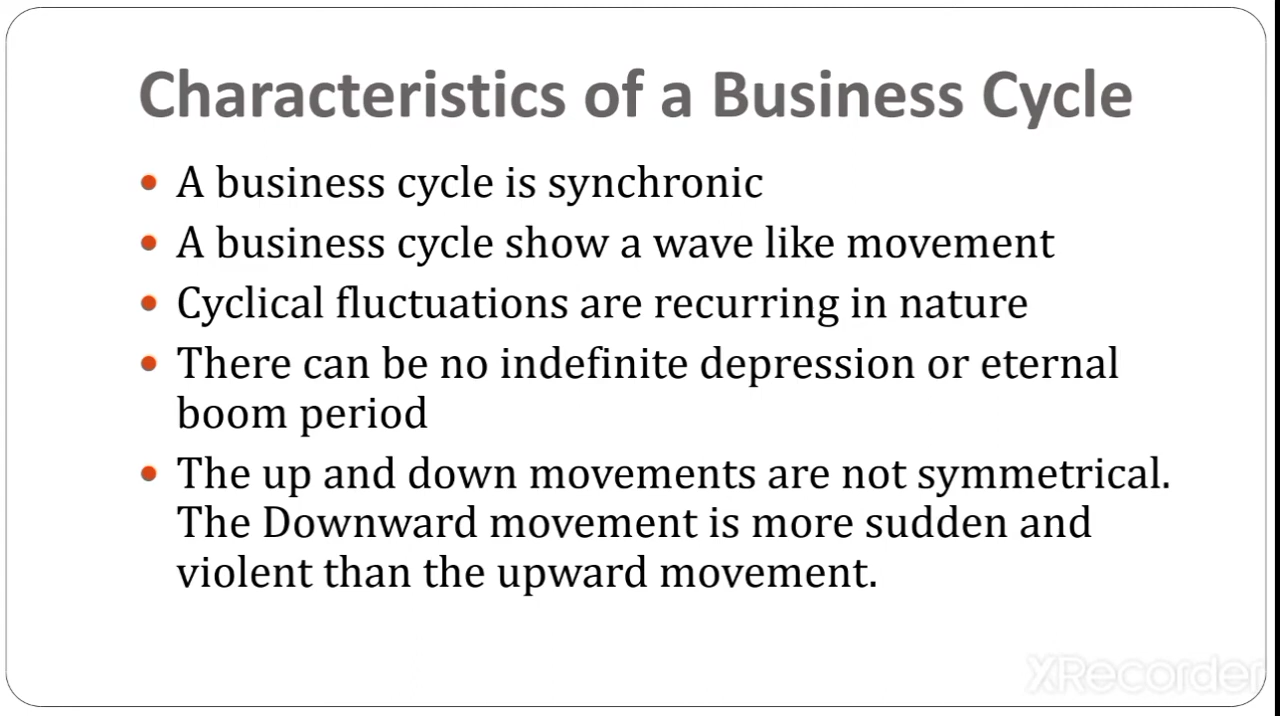 Characteristics of a Business Cycle
• A business cycle is synchronic
• A business cycle show a wave like movement
• Cyclical fluctuations are recurring in nature
• There can be no indefinite depression or eternal
boom period
• The up and down movements are not symmetrical.
The Downward movement is more sudden and
violent than the upward movement.
XRecorder